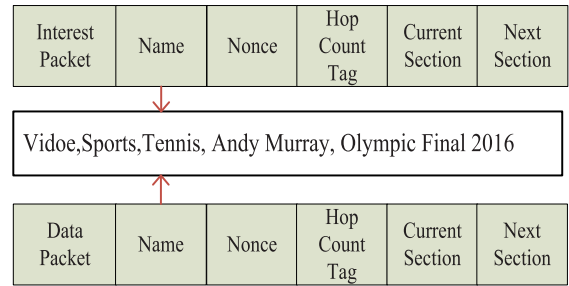 Interest Packet Name Nonce Hop Count Tag Current Section Next Section
Vidoe,Sports,Tennis, Andy Murray, Olympic Final 2016
Data Packet Name Nonce Hop Count Tag Current Section Next Section